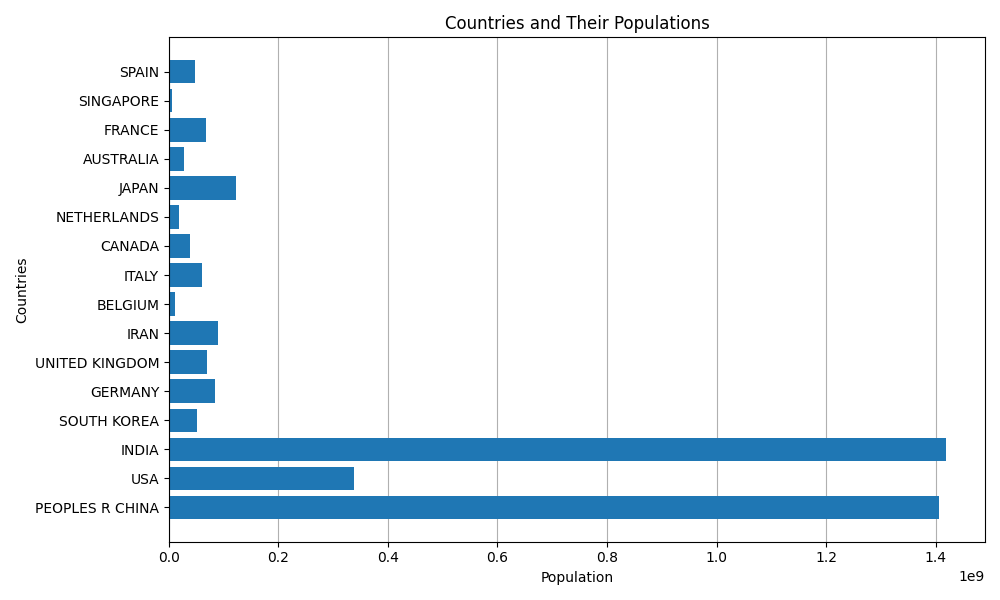 Countries and Their Populations
SPAIN
SINGAPORE
FRANCE
AUSTRALIA
JAPAN
NETHERLANDS
CANADA
ITALY
BELGIUM
IRAN
UNITED KINGDOM
GERMANY
SOUTH KOREA
INDIA
USA
PEOPLES R CHINA
Countries
0.0 0.2 0.4 0.6 0.8 1.0 1.2 1.4
1e9
Population